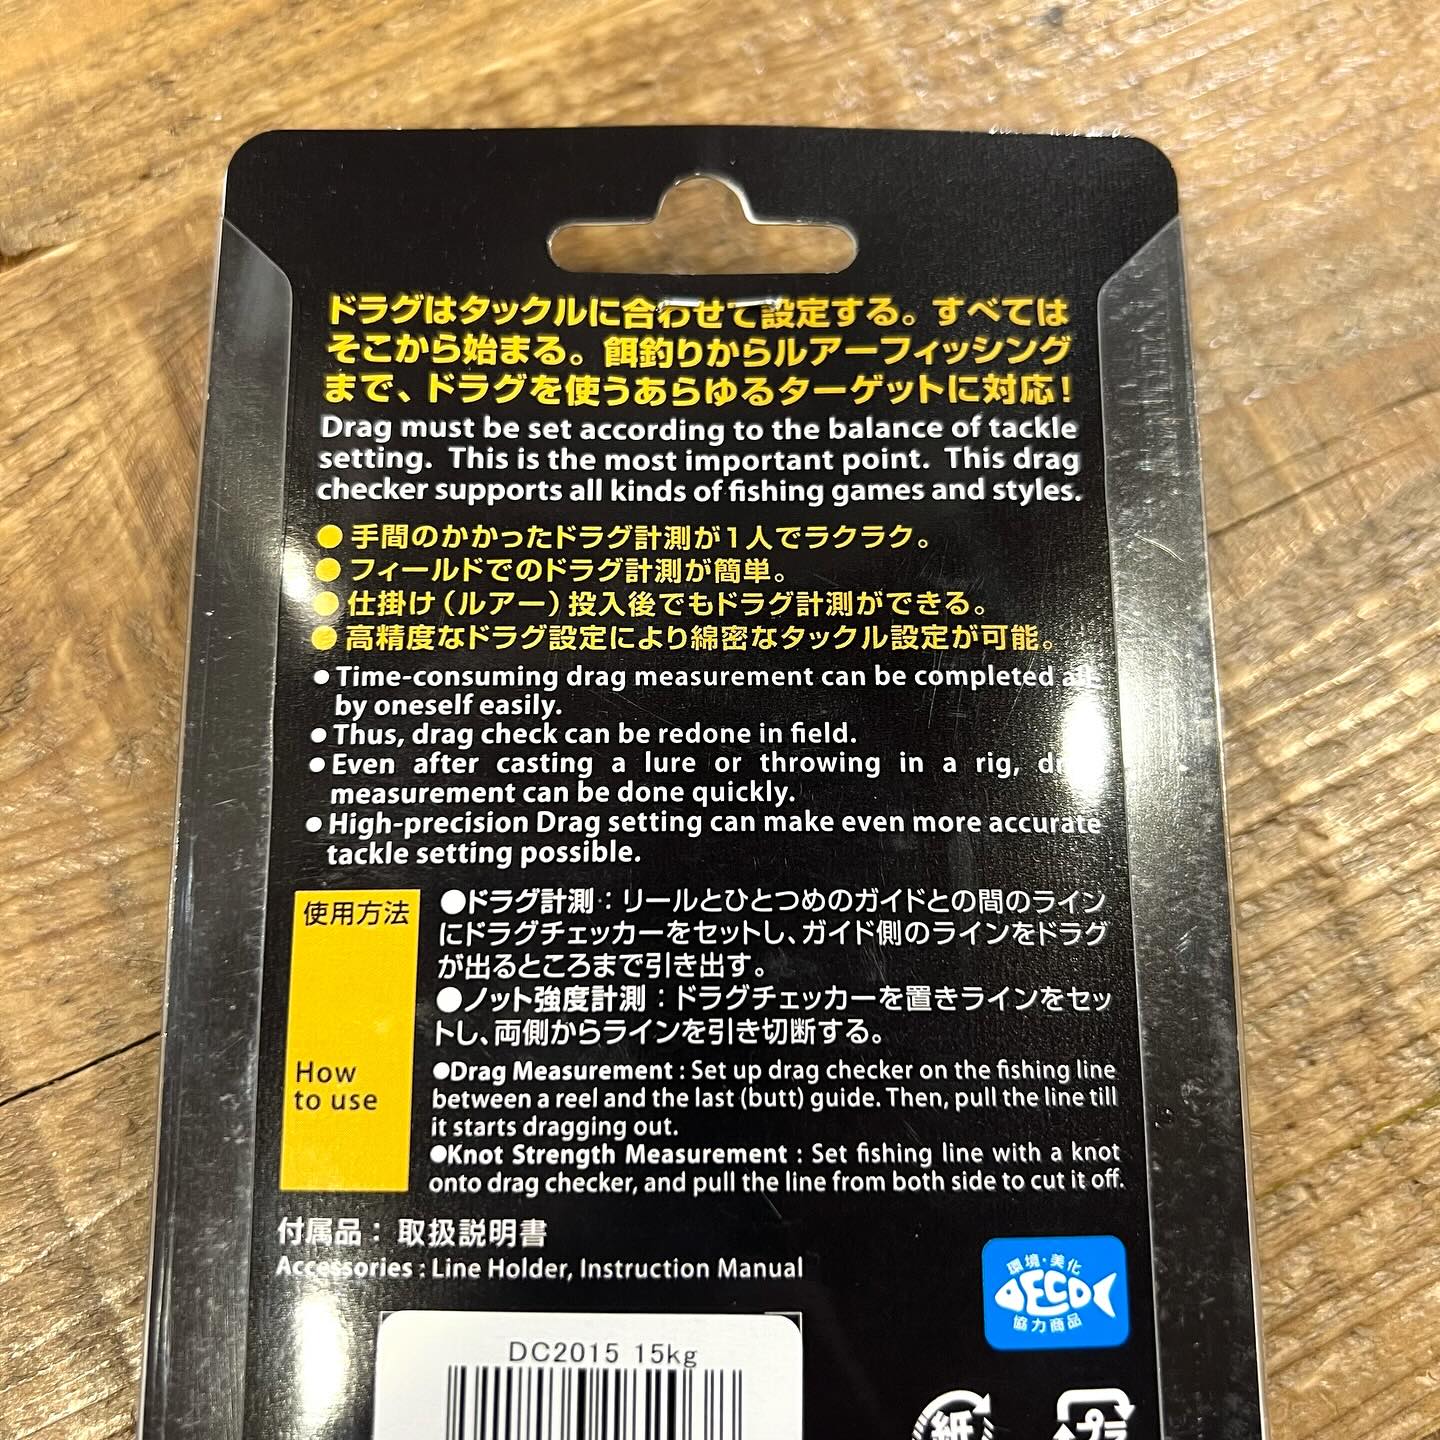 ドラグはタックルに合わせて設定する。すべては
そこから始まる。餌釣りからルアーフィッシング
まで、ドラグを使うあらゆるターゲットに対応！
Drag must be set according to the balance of tackle
setting. This is the most important point. This drag
checker supports all kinds of fishing games and styles.
● 手間のかかったドラグ計測が1人でラクラク。
● フィールドでのドラグ計測が簡単。
● 仕掛け（ルアー）投入後でもドラグ計測ができる。
● 高精度なドラグ設定により綿密なタックル設定が可能。
● Time-consuming drag measurement can be completed all
by oneself easily.
● Thus, drag check can be redone in field.
● Even after casting a lure or throwing in a rig,
measurement can be done quickly.
● High-precision Drag setting can make even more accurate
tackle setting possible.
使用方法
How
to use
●ドラグ計測：リールとひとつめのガイドとの間のライン
にドラグチェッカーをセットし、ガイド側のラインをドラグ
が出るところまで引き出す。
●ノット強度計測：ドラグチェッカーを置きラインをセッ
トし、両側からラインを引き切断する。
●Drag Measurement : Set up drag checker on the fishing line
between a reel and the last (butt) guide. Then, pull the line till
it starts dragging out.
●Knot Strength Measurement : Set fishing line with a knot
onto drag checker, and pull the line from both side to cut it off.
付属品：取扱説明書
Accessories : Line Holder, Instruction Manual
環境・美化
ECO
協力商品
DC2015 15kg
紙
プラ